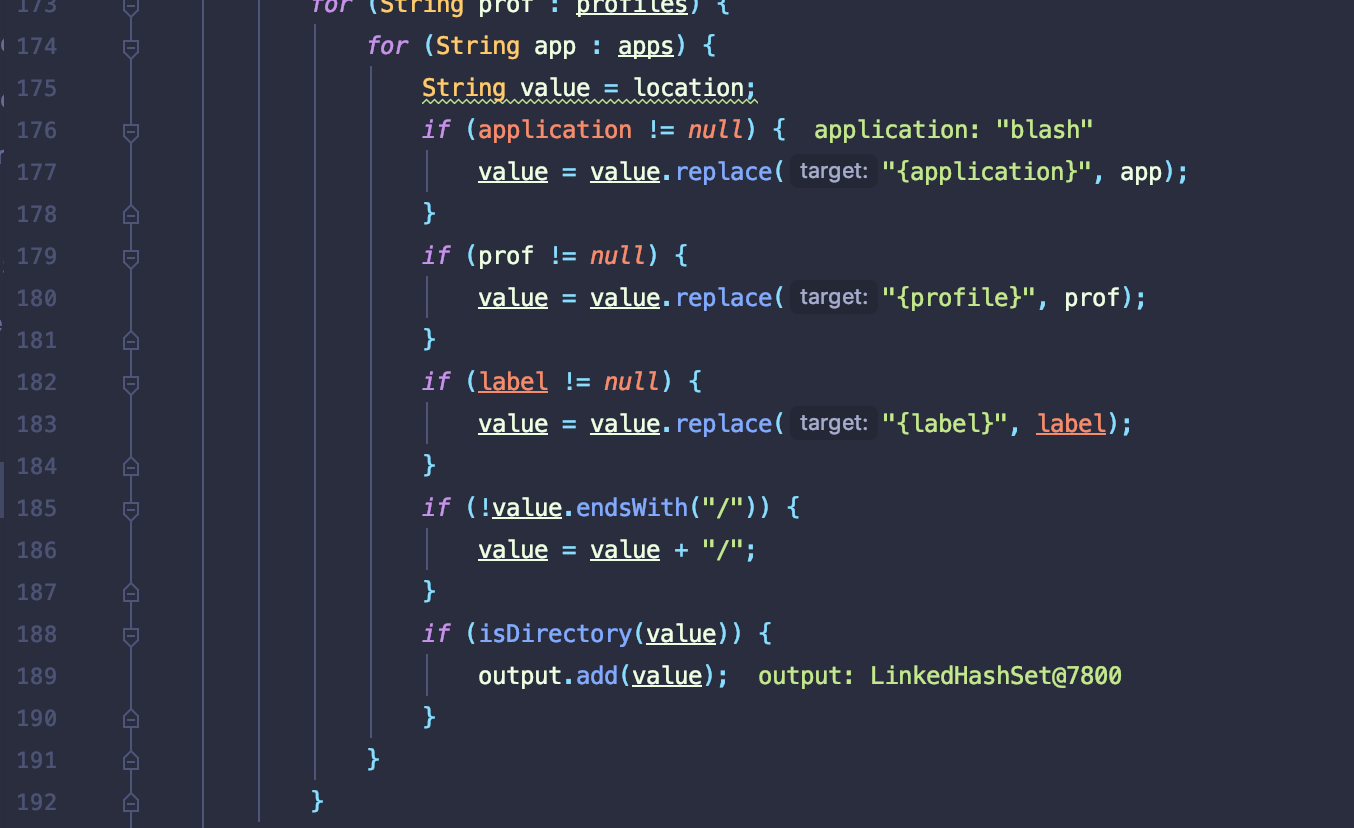 173 for (String prof : profiles) {
174 for (String app : apps) {
175 String value = location;
176 if (application != null) { application: "blash"
177 value = value.replace( target: "{application}", app);
178 }
179 if (prof != null) {
180 value = value.replace( target: "{profile}", prof);
181 }
182 if (label != null) {
183 value = value.replace( target: "{label}", label);
184 }
185 if (!value.endsWith("/")) {
186 value = value + "/";
187 }
188 if (isDirectory(value)) {
189 output.add(value); output: LinkedHashSet@7800
190 }
191 }
192 }